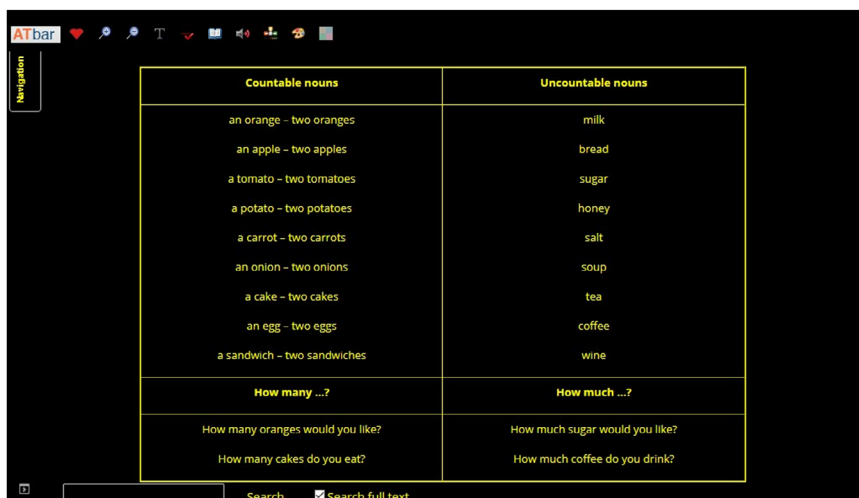 ATbar
T
Navigation
Countable nouns Uncountable nouns
an orange – two oranges milk
an apple – two apples bread
a tomato – two tomatoes sugar
a potato – two potatoes honey
a carrot – two carrots salt
an onion – two onions soup
a cake – two cakes tea
an egg – two eggs coffee
a sandwich – two sandwiches wine
How many ...? How much ...?
How many oranges would you like? How much sugar would you like?
How many cakes do you eat? How much coffee do you drink?
Search Search full text